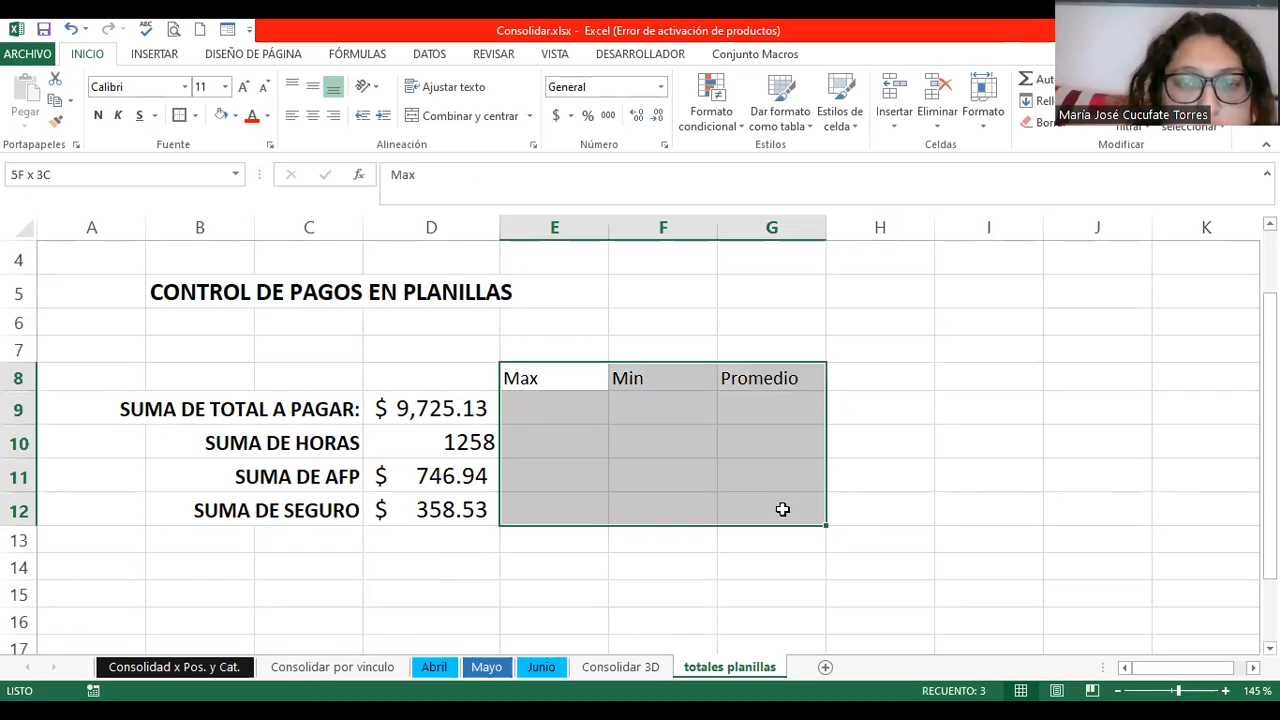 Consolidar.xlsx - Excel (Error de activación de productos)
ARCHIVO INICIO INSERTAR DISEÑO DE PÁGINA FÓRMULAS DATOS REVISAR VISTA DESARROLLADOR Conjunto Macros
Pegar
Calibri 11
N K S
Ajustar texto
Combinar y centrar
General
$ % 000
Formato condicional
Dar formato como tabla
Estilos de celda
Insertar
Eliminar
Formato
Σ Aut
Rell
Bor
filtrar
seleccionar
María José Cucufate Torres
Portapapeles Fuente Alineación Número Estilos Celdas Modificar
5F x 3C fx Max
A B C D E F G H I J K
4
5 CONTROL DE PAGOS EN PLANILLAS
6
7
8 Max Min Promedio
9 SUMA DE TOTAL A PAGAR: $ 9,725.13
10 SUMA DE HORAS 1258
11 SUMA DE AFP $ 746.94
12 SUMA DE SEGURO $ 358.53
13
14
15
16
17
Consolidad x Pos. y Cat. Consolidar por vinculo Abril Mayo Junio Consolidar 3D totales planillas
LISTO RECUENTO: 3 145 %